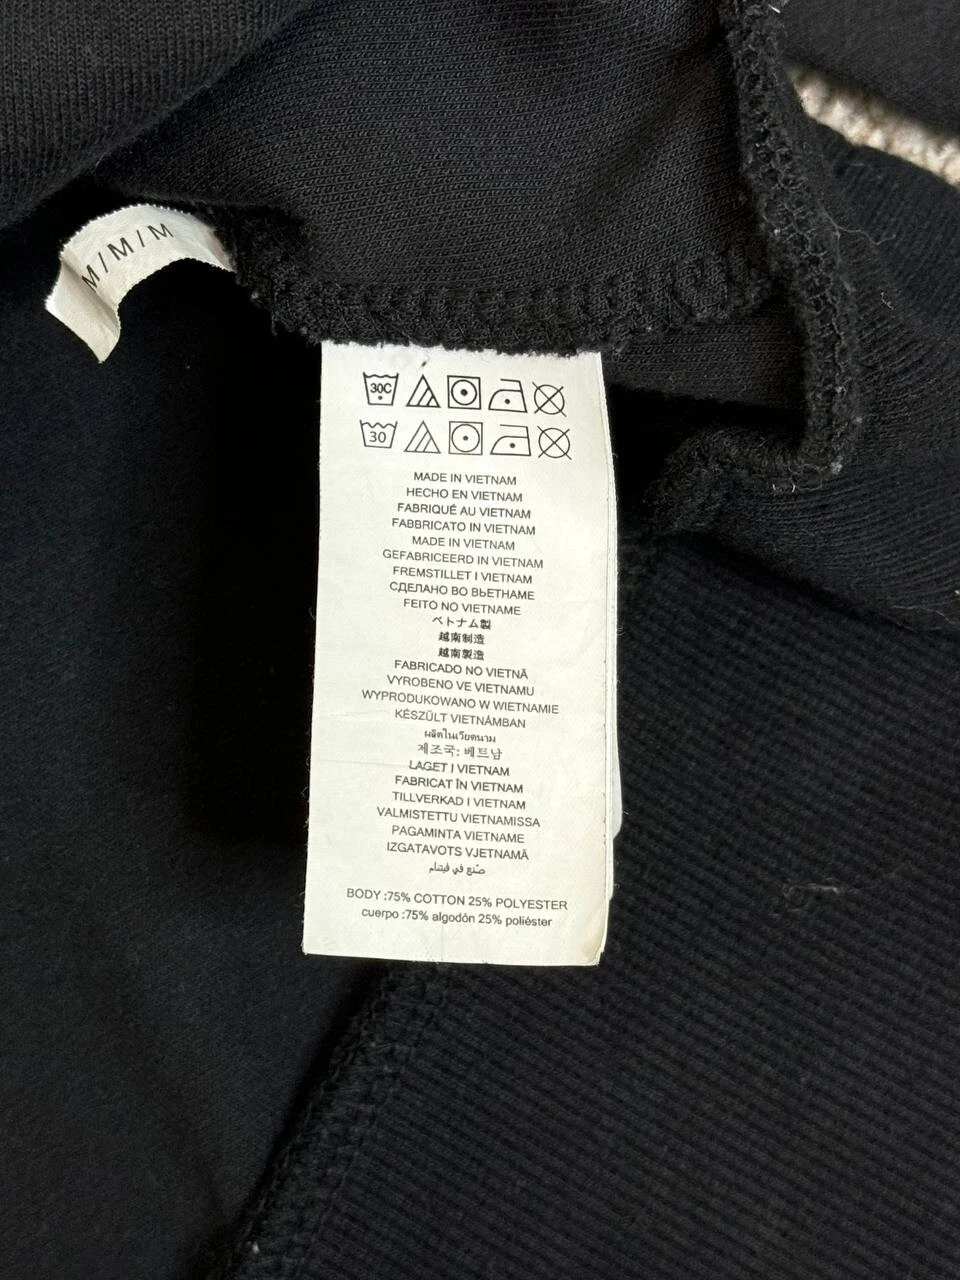 M/M/M
30C
30
MADE IN VIETNAM
HECHO EN VIETNAM
FABRIQUÉ AU VIETNAM
FABBRICATO IN VIETNAM
MADE IN VIETNAM
GEFABRICEERD IN VIETNAM
FREMSTILLET I VIETNAM
СДЕЛАНО ВО ВЬЕТНАМЕ
FEITO NO VIETNAME
ベトナム製
越南制造
越南製造
FABRICADO NO VIETNÃ
VYROBENO VE VIETNAMU
WYPRODUKOWANO W WIETNAMIE
KÉSZÜLT VIETNÁMBAN
ผลิตในเวียดนาม
제조국: 베트남
LAGET I VIETNAM
FABRICAT ÎN VIETNAM
TILLVERKAD I VIETNAM
VALMISTETTU VIETNAMISSA
PAGAMINTA VIETNAME
IZGATAVOTS VJETNAMĀ
صُنع في فيتنام
BODY :75% COTTON 25% POLYESTER
cuerpo :75% algodón 25% poliéster